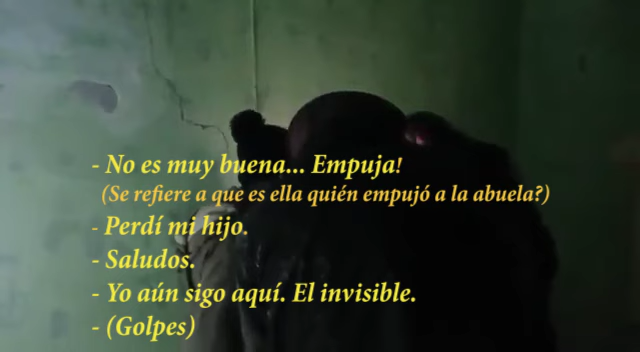 - No es muy buena... Empuja!
(Se refiere a que es ella quién empujó a la abuela?)
- Perdí mi hijo.
- Saludos.
- Yo aún sigo aquí. El invisible.
- (Golpes)